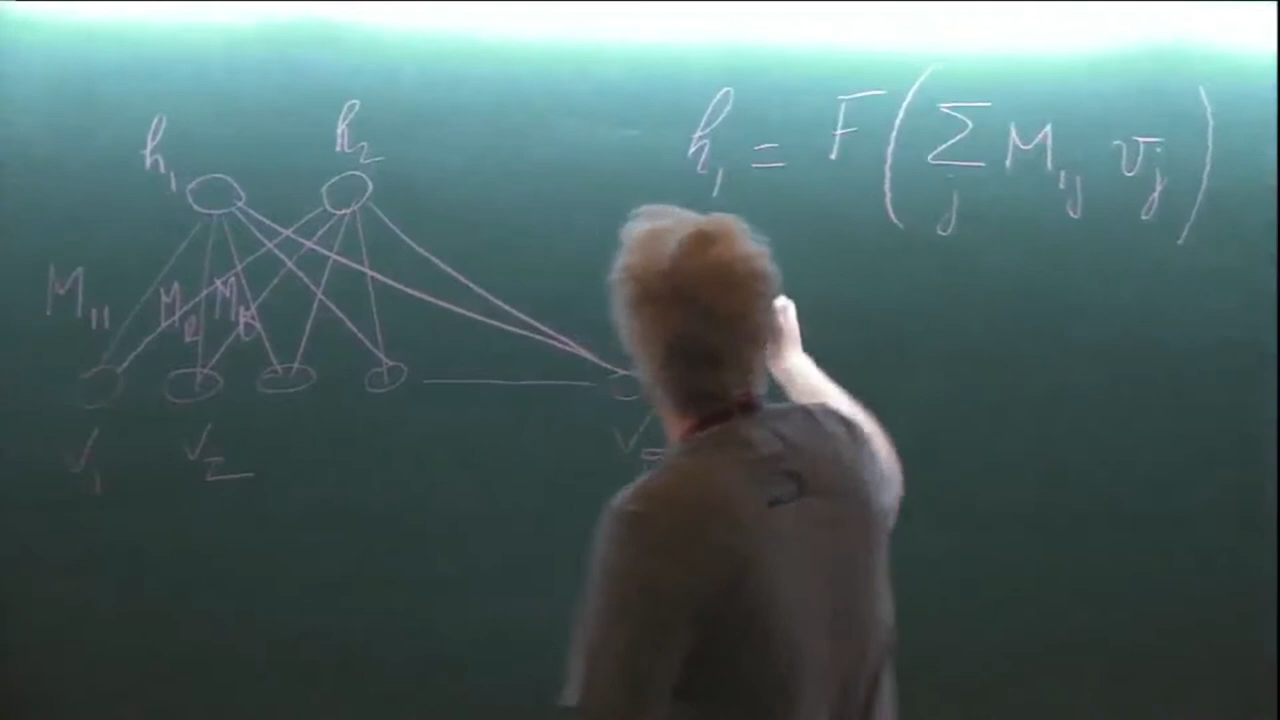 h₁ h₂
h₁ = F ( Σⱼ M₁ⱼ vⱼ )
M₁₁ M₁₂ M₁₃
v₁ v₂ v